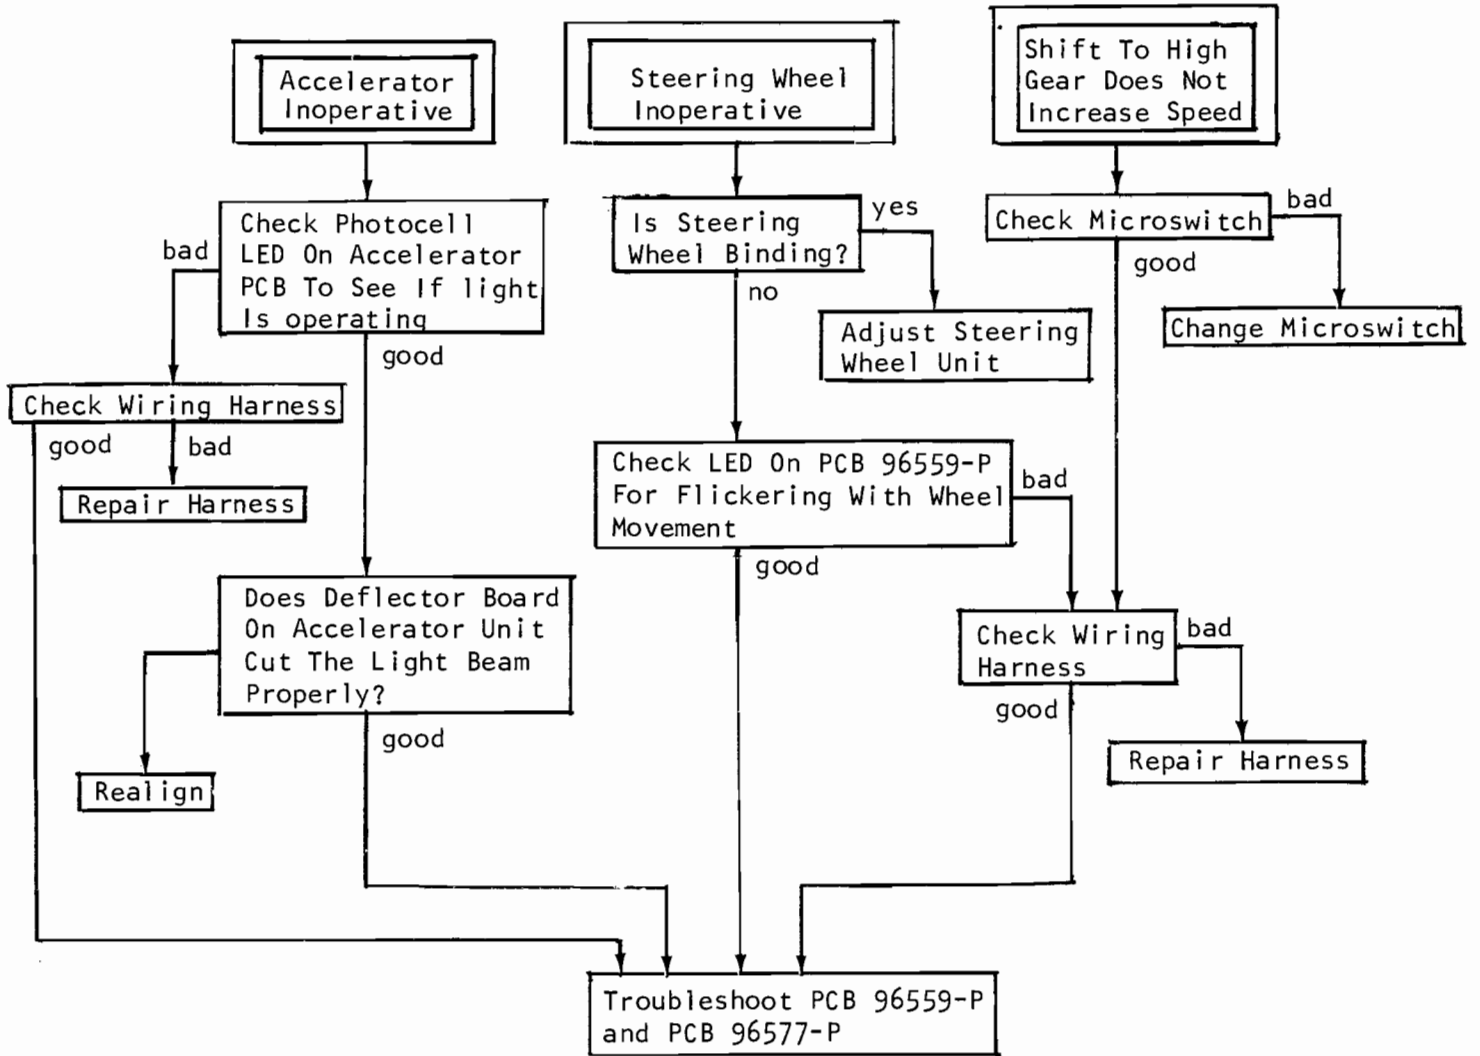 Accelerator
Inoperative
Steering Wheel
Inoperative
Shift To High
Gear Does Not
Increase Speed
Check Photocell
LED On Accelerator
PCB To See If light
Is operating
bad
good
Is Steering
Wheel Binding?
yes
no
Check Microswitch
bad
good
Adjust Steering
Wheel Unit
Change Microswitch
Check Wiring Harness
good
bad
Repair Harness
Check LED On PCB 96559-P
For Flickering With Wheel
Movement
bad
good
Does Deflector Board
On Accelerator Unit
Cut The Light Beam
Properly?
good
Realign
Check Wiring
Harness
bad
good
Repair Harness
Troubleshoot PCB 96559-P
and PCB 96577-P